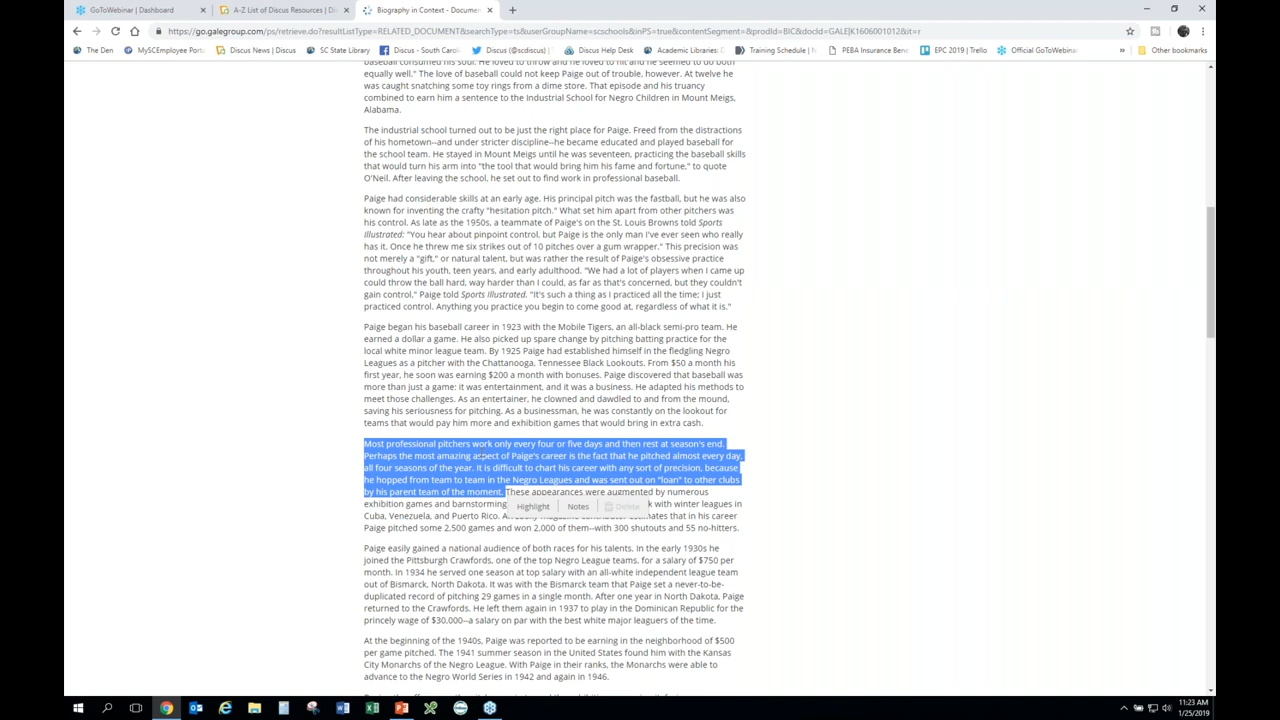 GoToWebinar | Dashboard
A-Z List of Discus Resources | Dis
Biography in Context - Documen
https://go.galegroup.com/ps/retrieve.do?resultListType=RELATED_DOCUMENT&searchType=ts&userGroupName=scschools&inPS=true&contentSegment=&prodId=BIC&docId=GALE|K1606001012&it=r
The Den
MySCEmployee Porta
Discus News | Discus
SC State Library
Discus - South Caroli
Twitter (@scdiscus) |
Discus Help Desk
Academic Libraries: D
Training Schedule | N
PEBA Insurance Bene
EPC 2019 | Trello
Official GoToWebinar
»
Other bookmarks
baseball consumed his soul. He loved to throw and he loved to hit and he seemed to do both
equally well." The love of baseball could not keep Paige out of trouble, however. At twelve he
was caught snatching some toy rings from a dime store. That episode and his truancy
combined to earn him a sentence to the Industrial School for Negro Children in Mount Meigs,
Alabama.
The industrial school turned out to be just the right place for Paige. Freed from the distractions
of his hometown--and under stricter discipline--he became educated and played baseball for
the school team. He stayed in Mount Meigs until he was seventeen, practicing the baseball skills
that would turn his arm into "the tool that would bring him his fame and fortune," to quote
O'Neil. After leaving the school, he set out to find work in professional baseball.
Paige had considerable skills at an early age. His principal pitch was the fastball, but he was also
known for inventing the crafty "hesitation pitch." What set him apart from other pitchers was
his control. As late as the 1950s, a teammate of Paige's on the St. Louis Browns told Sports
Illustrated: "You hear about pinpoint control, but Paige is the only man I've ever seen who really
has it. Once he threw me six strikes out of 10 pitches over a gum wrapper." This precision was
not merely a "gift," or natural talent, but was rather the result of Paige's obsessive practice
throughout his youth, teen years, and early adulthood. "We had a lot of players when I came up
could throw the ball hard, way harder than I could, as far as that's concerned, but they couldn't
gain control," Paige told Sports Illustrated. "It's such a thing as I practiced all the time; I just
practiced control. Anything you practice you begin to come good at, regardless of what it is."
Paige began his baseball career in 1923 with the Mobile Tigers, an all-black semi-pro team. He
earned a dollar a game. He also picked up spare change by pitching batting practice for the
local white minor league team. By 1925 Paige had established himself in the fledgling Negro
Leagues as a pitcher with the Chattanooga, Tennessee Black Lookouts. From $50 a month his
first year, he soon was earning $200 a month with bonuses. Paige discovered that baseball was
more than just a game: it was entertainment, and it was a business. He adapted his methods to
meet those challenges. As an entertainer, he clowned and dawdled to and from the mound,
saving his seriousness for pitching. As a businessman, he was constantly on the lookout for
teams that would pay him more and exhibition games that would bring in extra cash.
Most professional pitchers work only every four or five days and then rest at season's end.
Perhaps the most amazing aspect of Paige's career is the fact that he pitched almost every day,
all four seasons of the year. It is difficult to chart his career with any sort of precision, because
he hopped from team to team in the Negro Leagues and was sent out on "loan" to other clubs
by his parent team of the moment. These appearances were augmented by numerous
exhibition games and barnstorming
k with winter leagues in
Highlight
Notes
Delete
Cuba, Venezuela, and Puerto Rico.
mates that in his career
Paige pitched some 2,500 games and won 2,000 of them--with 300 shutouts and 55 no-hitters.
Paige easily gained a national audience of both races for his talents. In the early 1930s he
joined the Pittsburgh Crawfords, one of the top Negro League teams, for a salary of $750 per
month. In 1934 he served one season at top salary with an all-white independent league team
out of Bismarck, North Dakota. It was with the Bismarck team that Paige set a never-to-be-
duplicated record of pitching 29 games in a single month. After one year in North Dakota, Paige
returned to the Crawfords. He left them again in 1937 to play in the Dominican Republic for the
princely wage of $30,000--a salary on par with the best white major leaguers of the time.
At the beginning of the 1940s, Paige was reported to be earning in the neighborhood of $500
per game pitched. The 1941 summer season in the United States found him with the Kansas
City Monarchs of the Negro League. With Paige in their ranks, the Monarchs were able to
advance to the Negro World Series in 1942 and again in 1946.
11:23 AM
1/25/2019